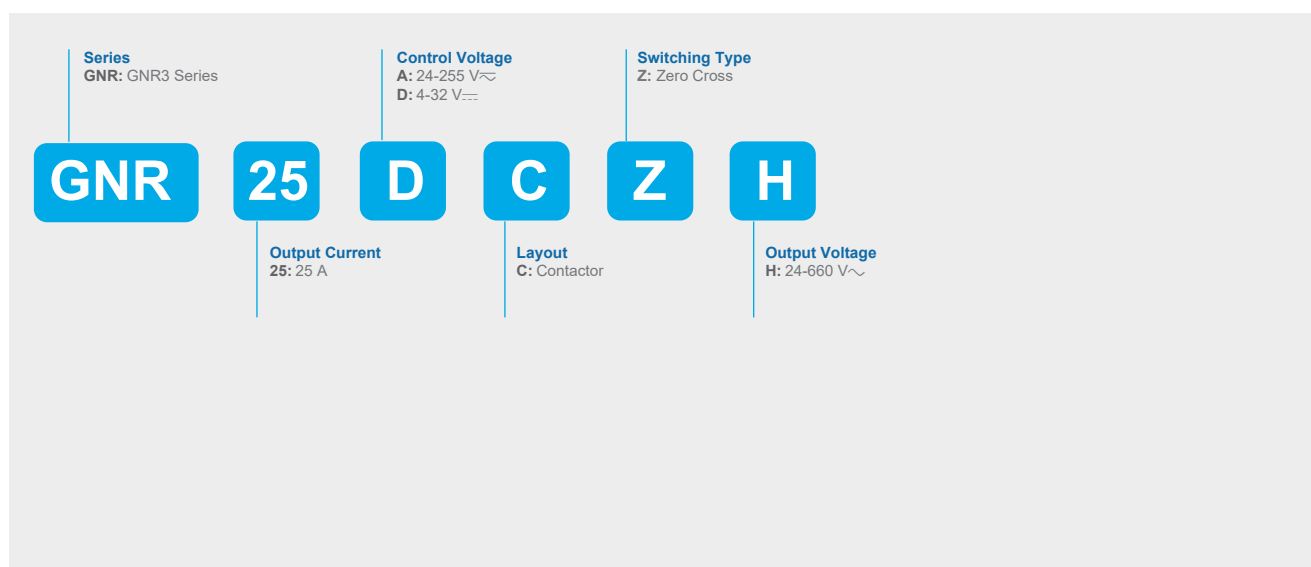 Series
GNR: GNR3 Series
Control Voltage
A: 24-255 V⏦
D: 4-32 V⎓
Switching Type
Z: Zero Cross
GNR 25 D C Z H
Output Current
25: 25 A
Layout
C: Contactor
Output Voltage
H: 24-660 V∿